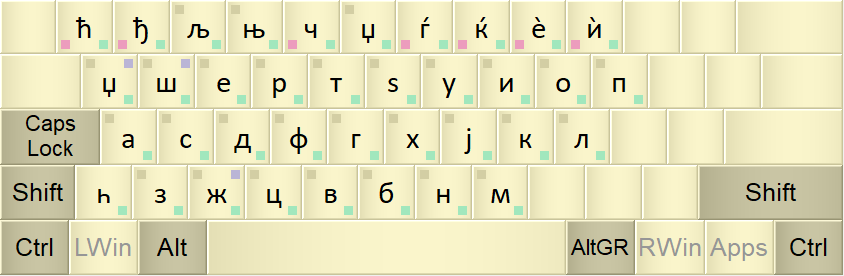 ћ ђ љ њ ч џ ѓ ќ ѐ ѝ
џ ш е р т ѕ у и о п
Caps Lock а с д ф г х ј к л
Shift Һ з ж ц в б н м Shift
Ctrl LWin Alt AltGR RWin Apps Ctrl